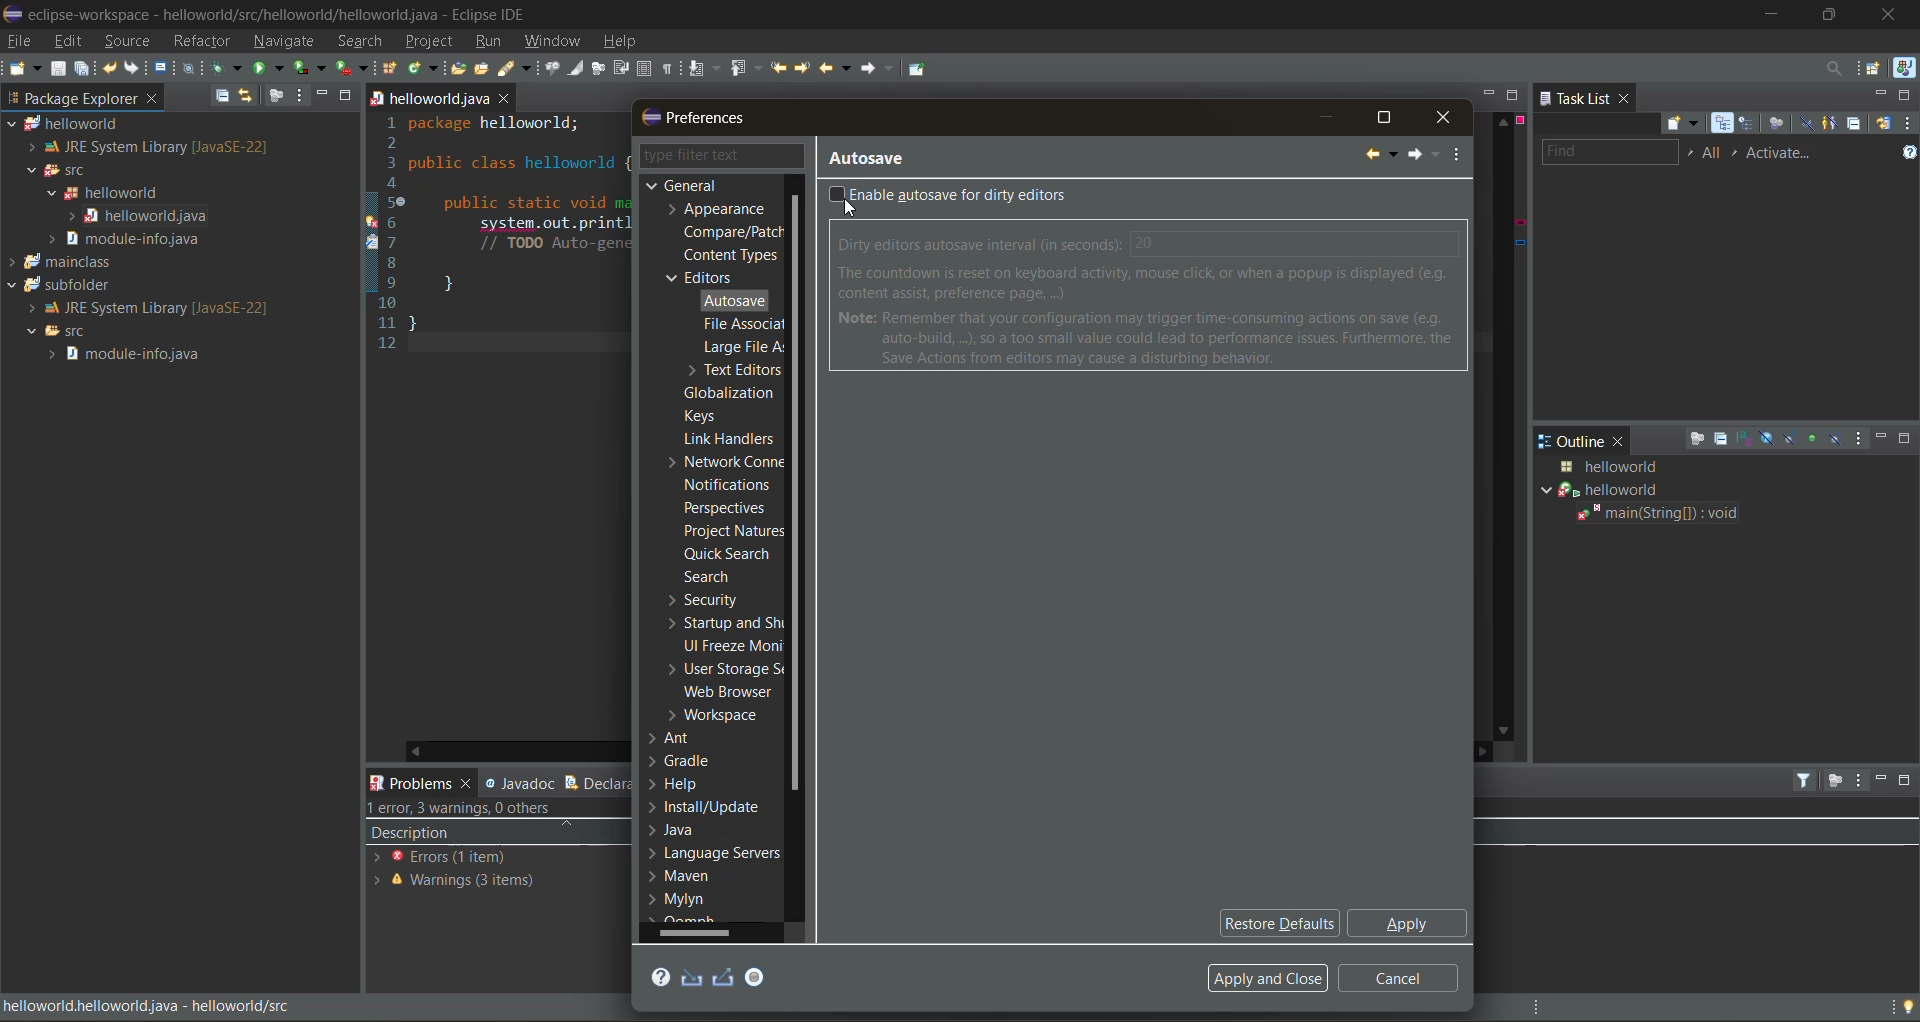 eclipse-workspace - helloworld/src/helloworld/helloworld.java - Eclipse IDE
File Edit Source Refactor Navigate Search Project Run Window Help
Package Explorer
helloworld
JRE System Library [JavaSE-22]
src
helloworld
helloworld.java
module-info.java
mainclass
subfolder
JRE System Library [JavaSE-22]
src
module-info.java
helloworld.java
1 package helloworld;
2
3 public class helloworld {
4
5 public static void ma
6 system.out.printl
7 // TODO Auto-gene
8
9 }
10
11 }
12
Problems Javadoc Declara
1 error, 3 warnings, 0 others
Description
Errors (1 item)
Warnings (3 items)
Preferences
type filter text
General
Appearance
Compare/Patch
Content Types
Editors
Autosave
File Associat
Large File As
Text Editors
Globalization
Keys
Link Handlers
Network Conne
Notifications
Perspectives
Project Natures
Quick Search
Search
Security
Startup and Shu
UI Freeze Moni
User Storage Se
Web Browser
Workspace
Ant
Gradle
Help
Install/Update
Java
Language Servers
Maven
Mylyn
Oomph
Autosave
Enable autosave for dirty editors
Dirty editors autosave interval (in seconds): 20
The countdown is reset on keyboard activity, mouse click, or when a popup is displayed (e.g.
content assist, preference page, ...)
Note: Remember that your configuration may trigger time-consuming actions on save (e.g.
auto-build, ...), so a too small value could lead to performance issues. Furthermore, the
Save Actions from editors may cause a disturbing behavior.
Restore Defaults Apply
Apply and Close Cancel
Task List
Find All Activate...
Outline
helloworld
helloworld
main(String[]) : void
helloworld.helloworld.java - helloworld/src